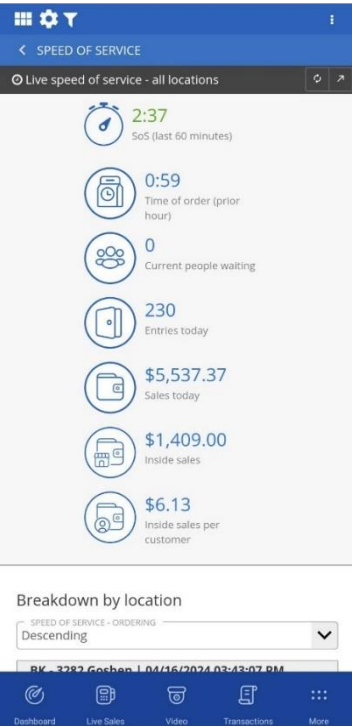 SPEED OF SERVICE
Live speed of service - all locations
2:37
SoS (last 60 minutes)
0:59
Time of order (prior
hour)
0
Current people waiting
230
Entries today
$5,537.37
Sales today
$1,409.00
Inside sales
$6.13
Inside sales per
customer
Breakdown by location
SPEED OF SERVICE - ORDERING
Descending
BK - 3282 Goshen | 04/16/2024 03:43:07 PM
Dashboard
Live Sales
Video
Transactions
More